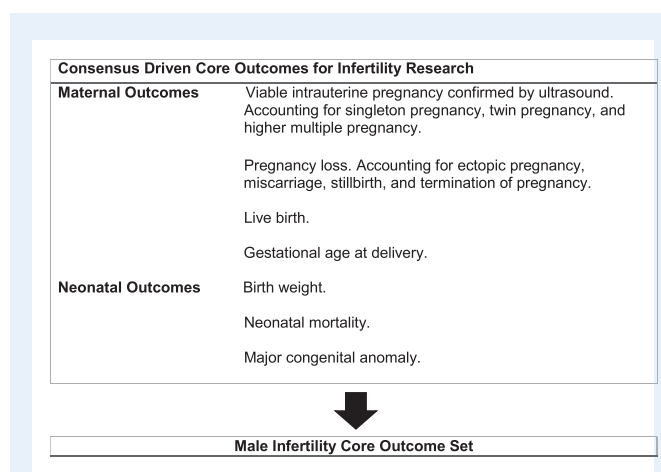 Consensus Driven Core Outcomes for Infertility Research
Maternal Outcomes Viable intrauterine pregnancy confirmed by ultrasound.
Accounting for singleton pregnancy, twin pregnancy, and
higher multiple pregnancy.
Pregnancy loss. Accounting for ectopic pregnancy,
miscarriage, stillbirth, and termination of pregnancy.
Live birth.
Gestational age at delivery.
Neonatal Outcomes Birth weight.
Neonatal mortality.
Major congenital anomaly.
Male Infertility Core Outcome Set